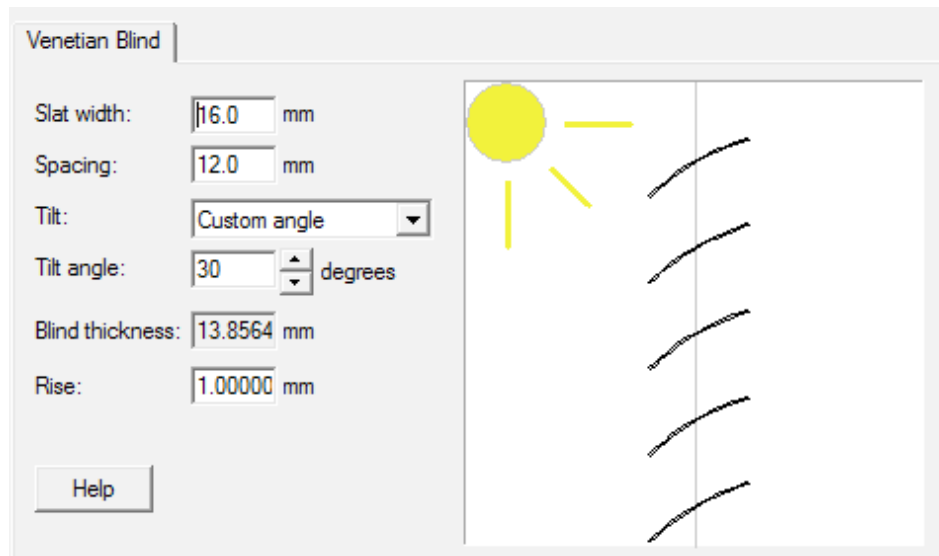 Venetian Blind
Slat width: 16.0 mm
Spacing: 12.0 mm
Tilt: Custom angle
Tilt angle: 30 degrees
Blind thickness: 13.8564 mm
Rise: 1.00000 mm
Help